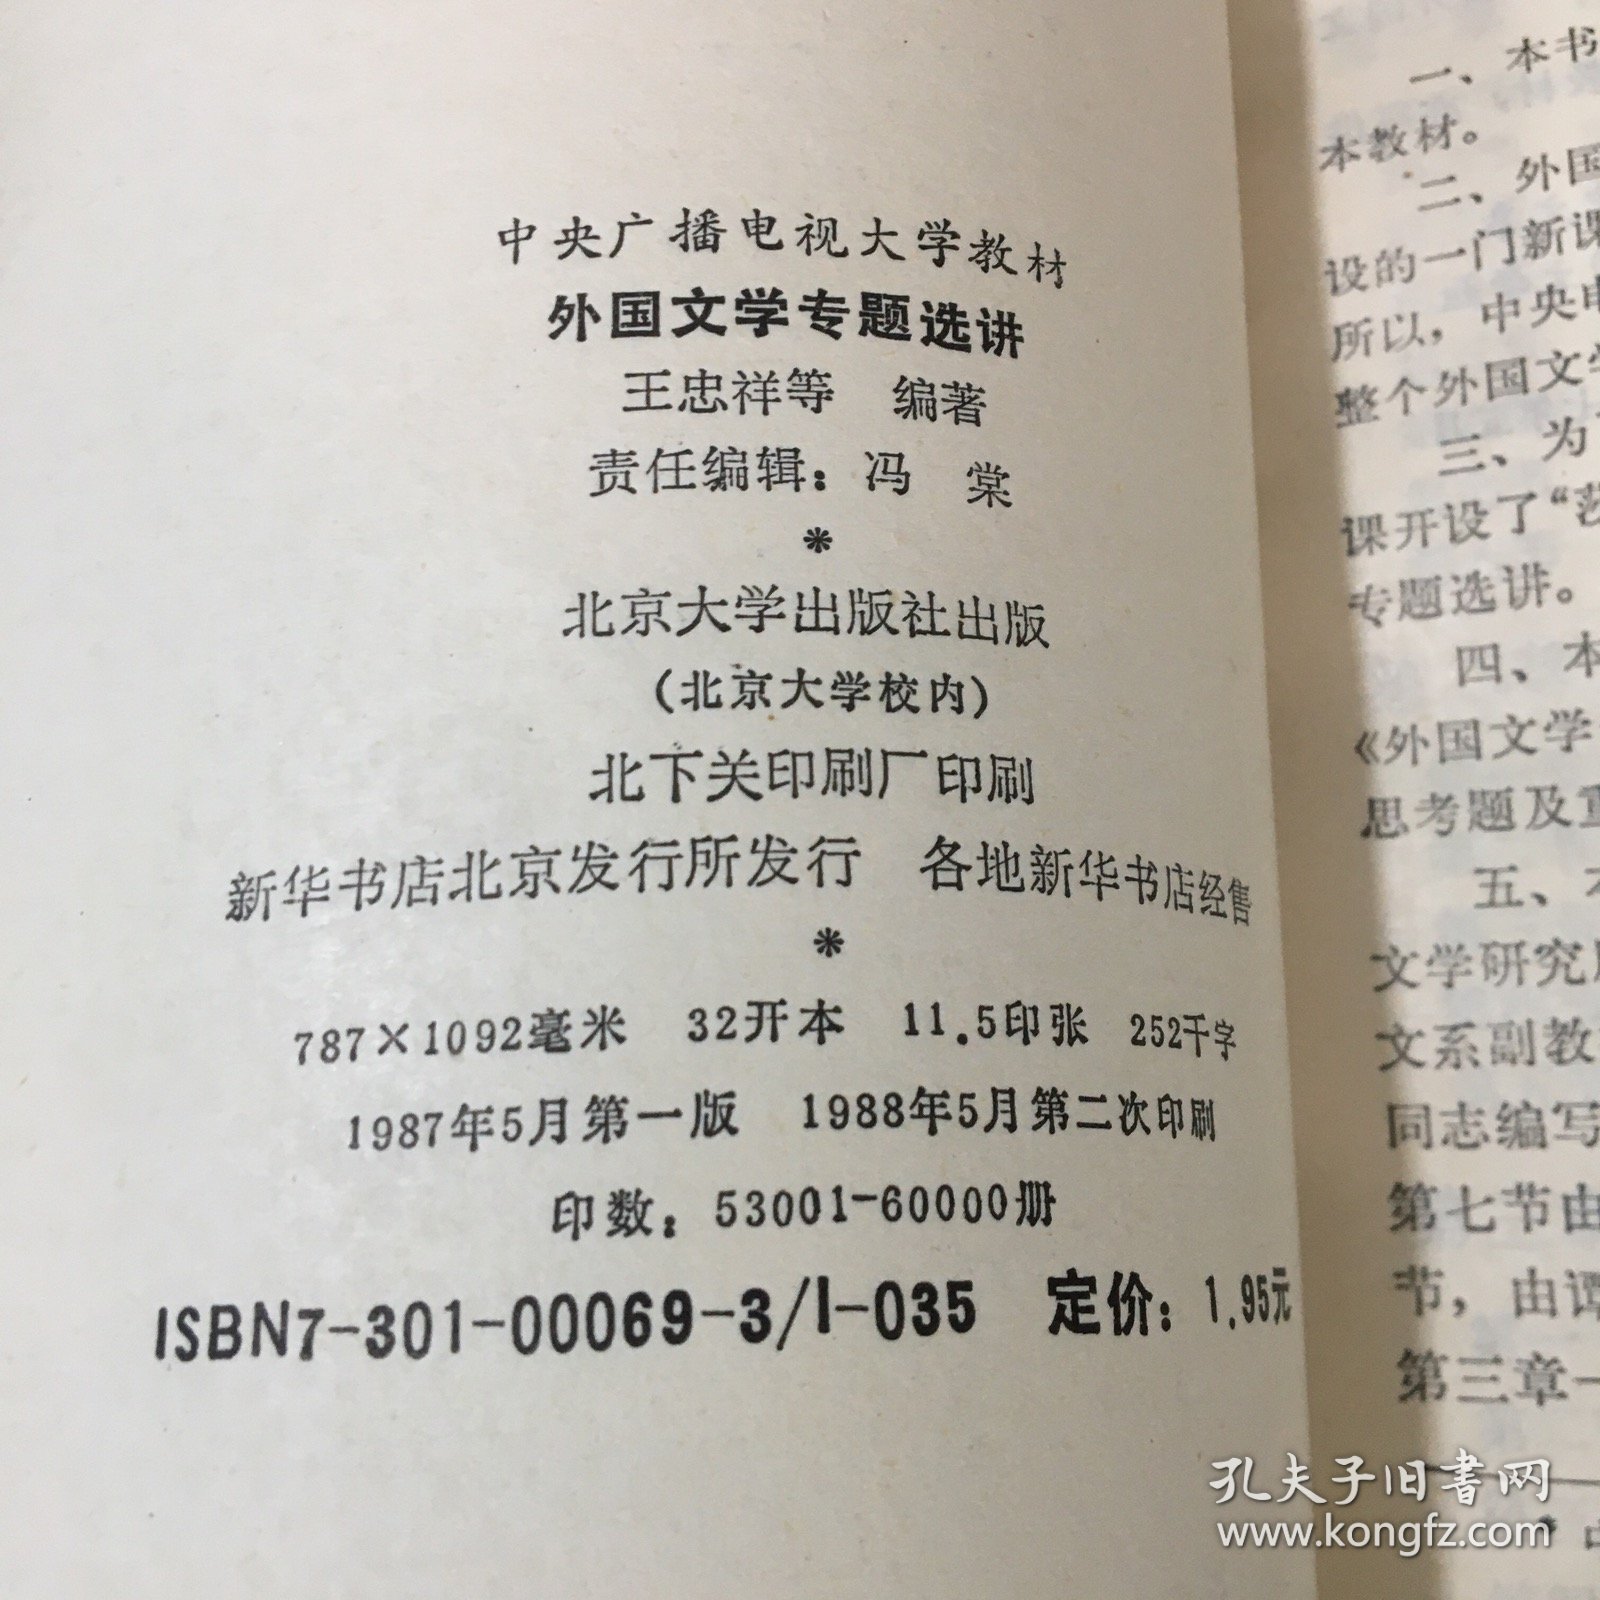 中央广播电视大学教材
外国文学专题选讲
王忠祥等 编著
责任编辑：冯 棠
*
北京大学出版社出版
(北京大学校内)
北下关印刷厂印刷
新华书店北京发行所发行 各地新华书店经售
*
787×1092毫米 32开本 11.5印张 252千字
1987年5月第一版 1988年5月第二次印刷
印数：53001-60000册
ISBN7-301-00069-3/I-035 定价：1.95元
一、本书
本教材。
二、外国
设的一门新课
所以，中央电
整个外国文学
三、为
课开设了“莎
专题选讲。
四、本
《外国文学
思考题及重
五、本
文学研究所
文系副教
同志编写
第七节由
节，由谭
第三章一
孔夫子旧书网
www.kongfz.com